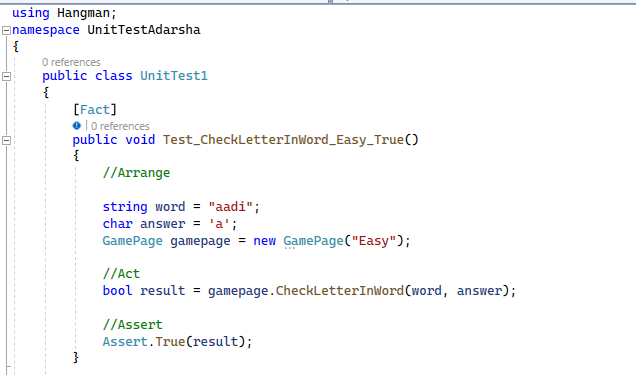 using Hangman;
namespace UnitTestAdarsha
{
0 references
public class UnitTest1
{
[Fact]
| 0 references
public void Test_CheckLetterInWord_Easy_True()
{
//Arrange
string word = "aadi";
char answer = 'a';
GamePage gamepage = new GamePage("Easy");
//Act
bool result = gamepage.CheckLetterInWord(word, answer);
//Assert
Assert.True(result);
}